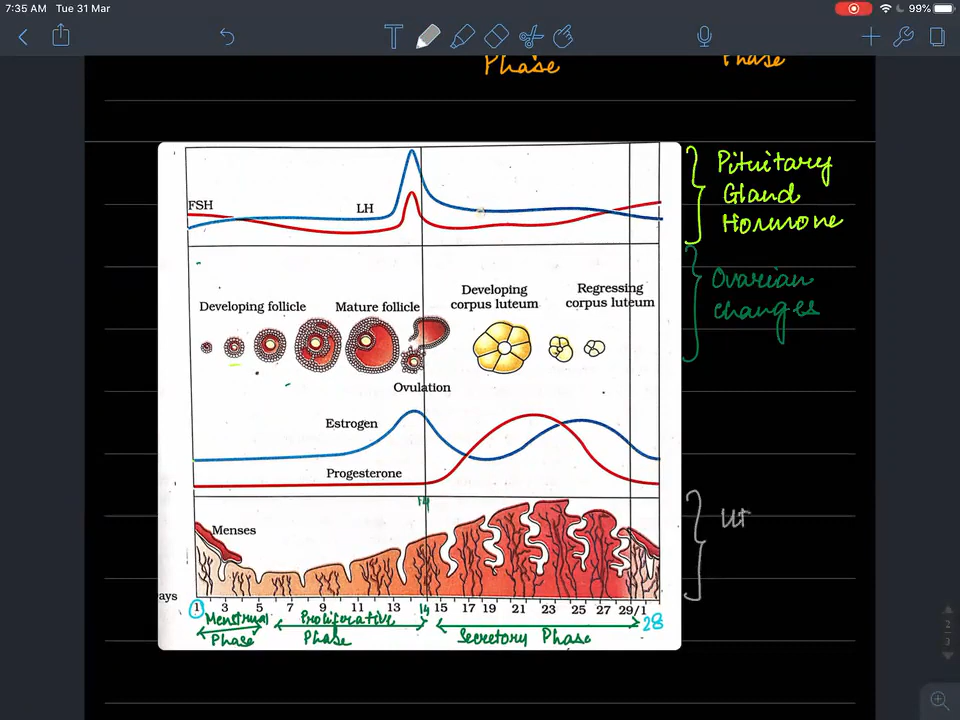 7:35 AM Tue 31 Mar
99%
Phase
Phase
FSH
LH
Pituitary
Gland
Hormone
Ovarian
changes
Developing follicle
Mature follicle
Developing
corpus luteum
Regressing
corpus luteum
Ovulation
Estrogen
Progesterone
14
Menses
Ut
ays
1 3 5 7 9 11 13 14 15 17 19 21 23 25 27 29/1
28
Menstrual
Phase
Proliferative
Phase
Secretory Phase
2